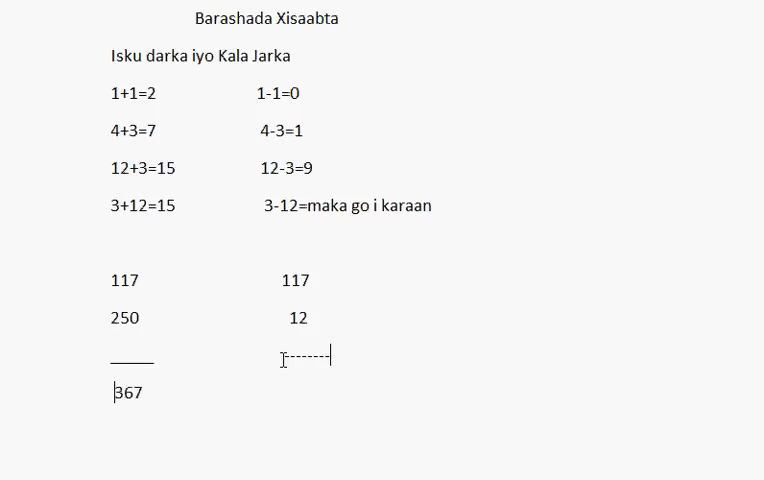 Barashada Xisaabta
Isku darka iyo Kala Jarka
1+1=2 1-1=0
4+3=7 4-3=1
12+3=15 12-3=9
3+12=15 3-12=maka go i karaan
117 117
250 12
_____ --------
367